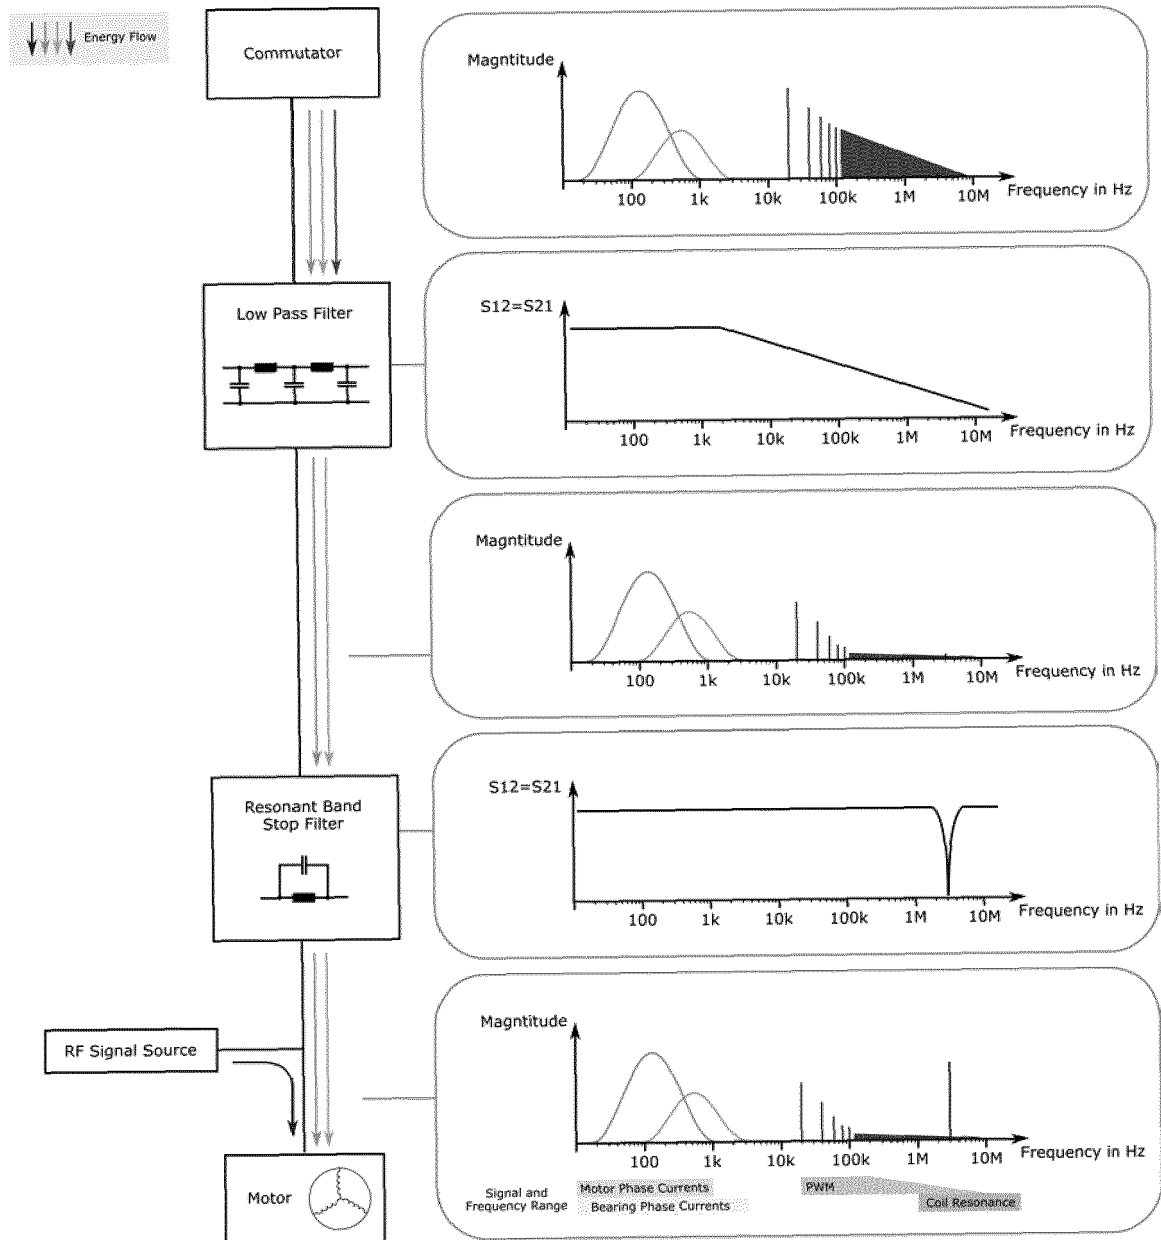 Energy Flow
Commutator
Magntitude
100 1k 10k 100k 1M 10M
Frequency in Hz
Low Pass Filter
S12=S21
100 1k 10k 100k 1M 10M
Frequency in Hz
Magntitude
100 1k 10k 100k 1M 10M
Frequency in Hz
Resonant Band
Stop Filter
S12=S21
100 1k 10k 100k 1M 10M
Frequency in Hz
RF Signal Source
Magntitude
100 1k 10k 100k 1M 10M
Frequency in Hz
Motor
Signal and
Frequency Range
Motor Phase Currents
Bearing Phase Currents
PWM
Coil Resonance